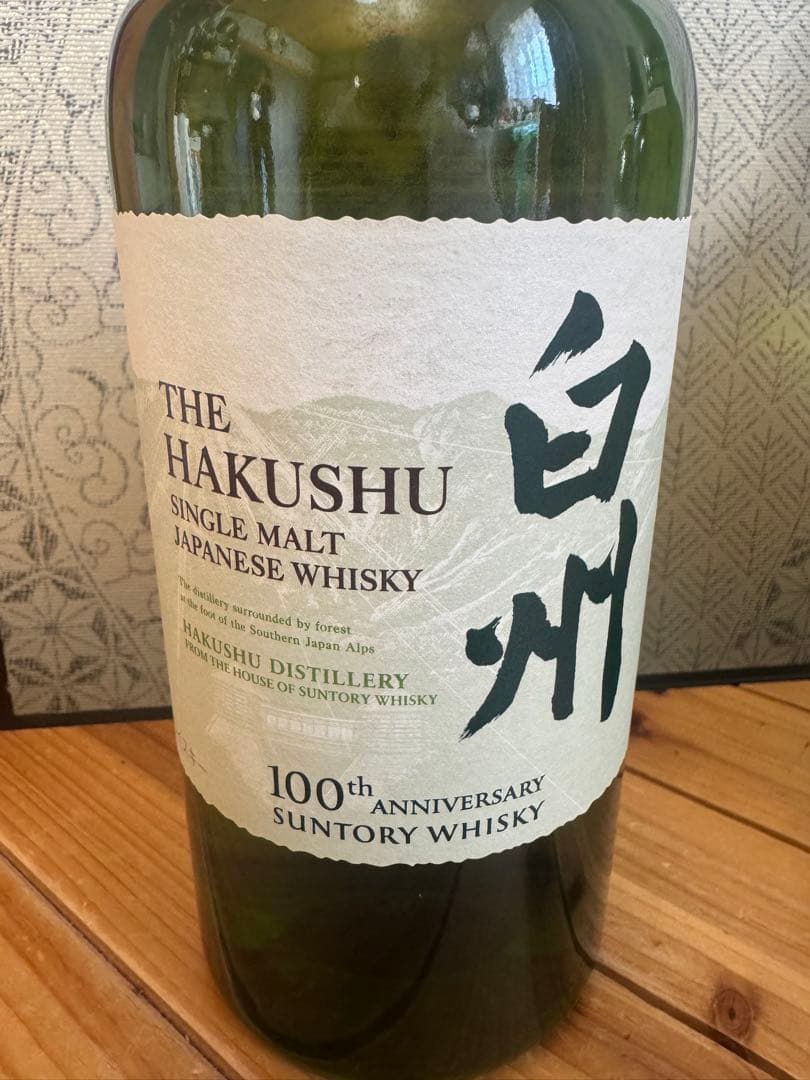 THE
HAKUSHU
SINGLE MALT
JAPANESE WHISKY
The distillery surrounded by forest
at the foot of the Southern Japan Alps
HAKUSHU DISTILLERY
FROM THE HOUSE OF SUNTORY WHISKY
白州
100th ANNIVERSARY
SUNTORY WHISKY